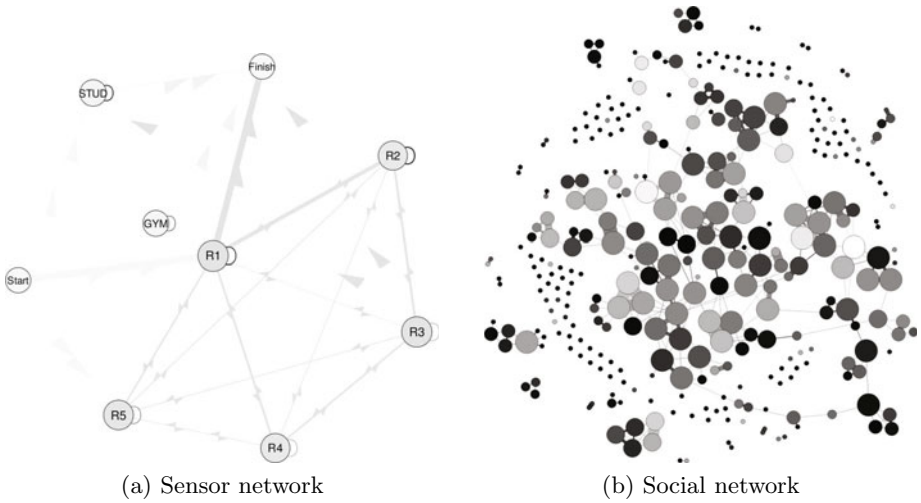 Finish
STUD
R2
GYM
R1
Start
R3
R5
R4
(a) Sensor network
(b) Social network